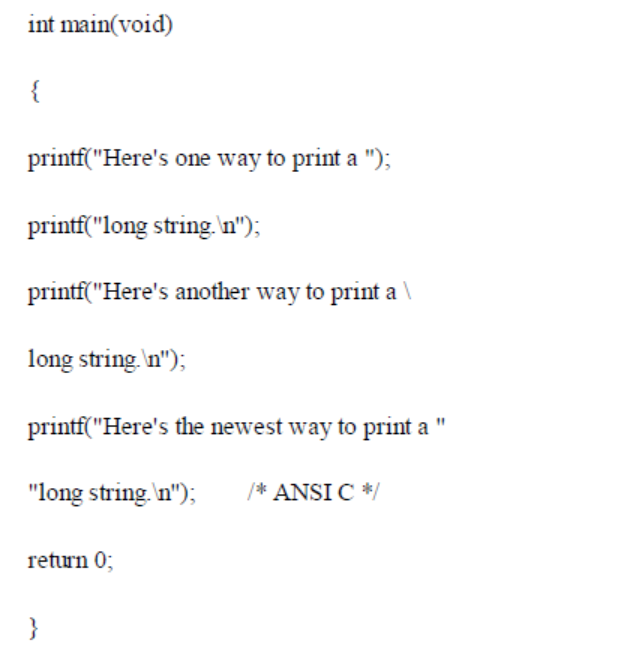 int main(void)
{
printf("Here's one way to print a ");
printf("long string.\n");
printf("Here's another way to print a \
long string.\n");
printf("Here's the newest way to print a "
"long string.\n");        /* ANSI C */
return 0;
}